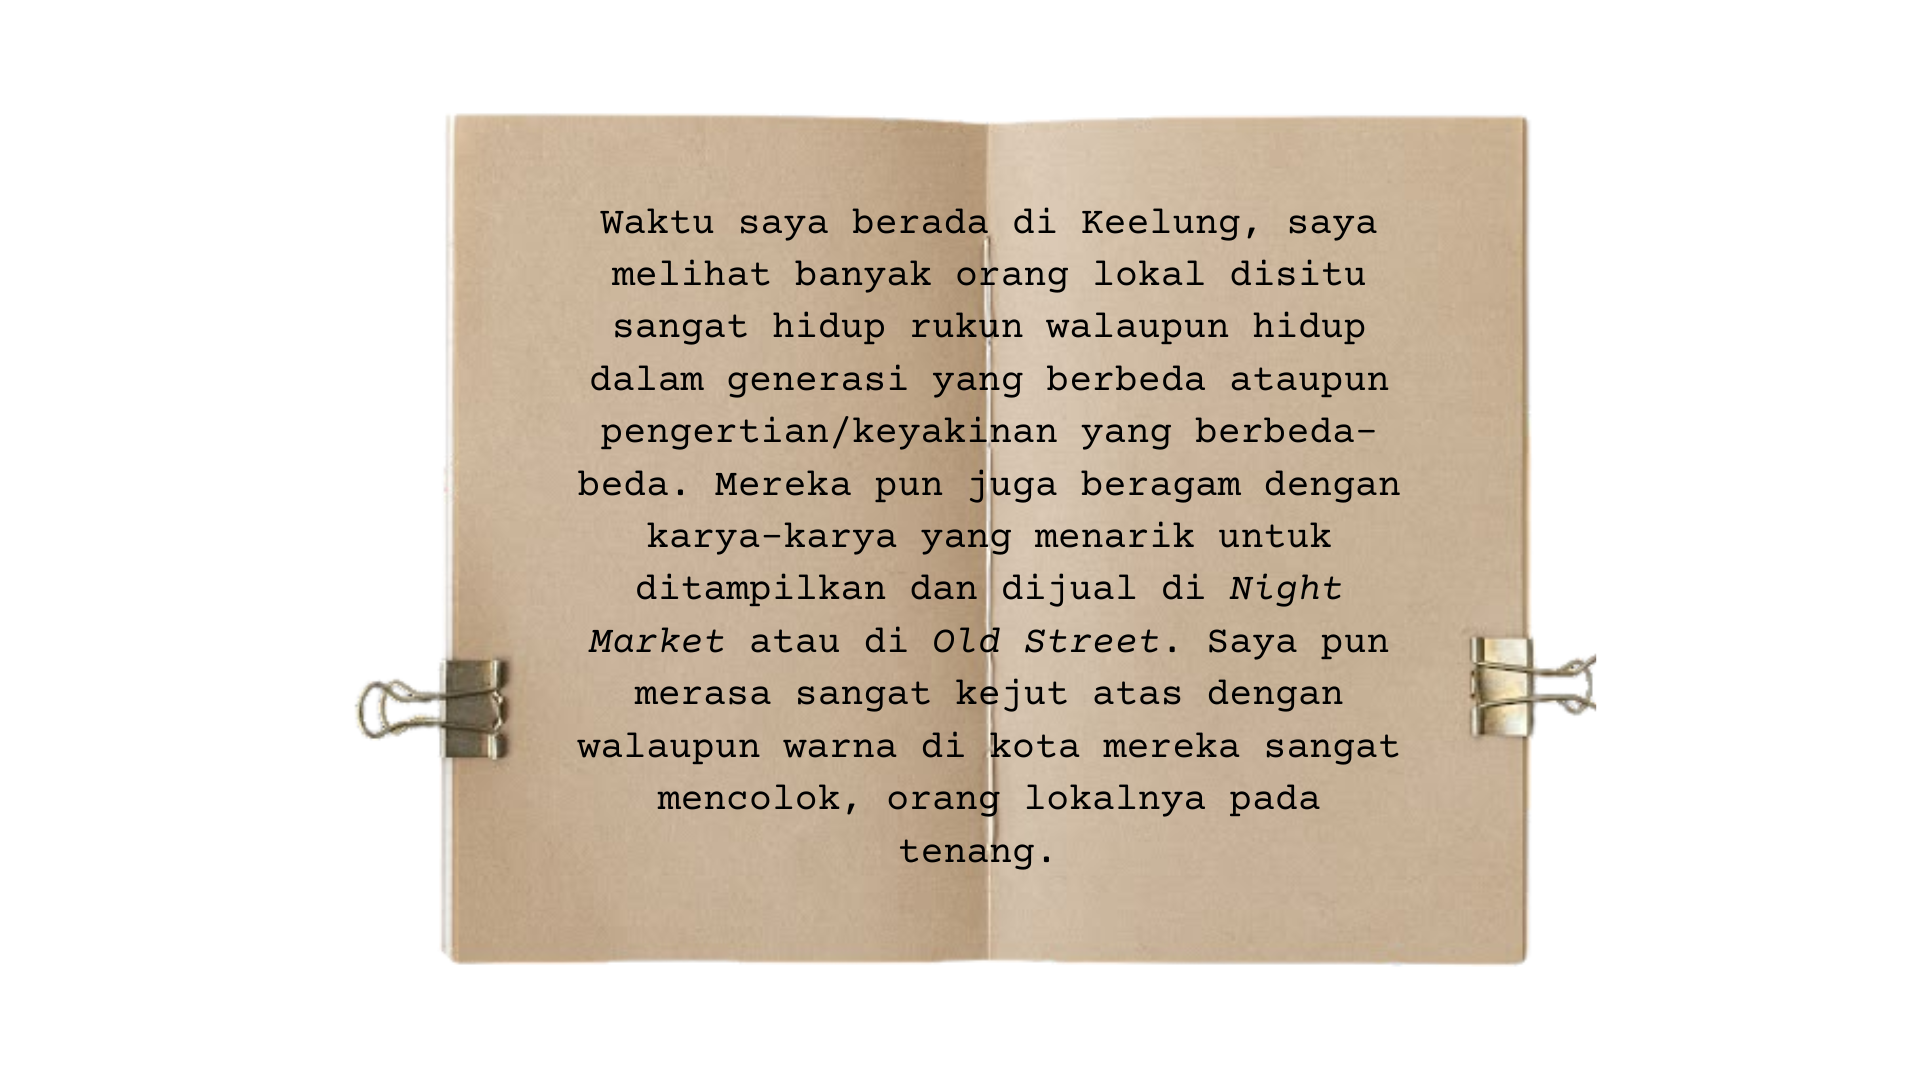 Waktu saya berada di Keelung, saya
melihat banyak orang lokal disitu
sangat hidup rukun walaupun hidup
dalam generasi yang berbeda ataupun
pengertian/keyakinan yang berbeda-
beda. Mereka pun juga beragam dengan
karya-karya yang menarik untuk
ditampilkan dan dijual di Night
Market atau di Old Street. Saya pun
merasa sangat kejut atas dengan
walaupun warna di kota mereka sangat
mencolok, orang lokalnya pada
tenang.